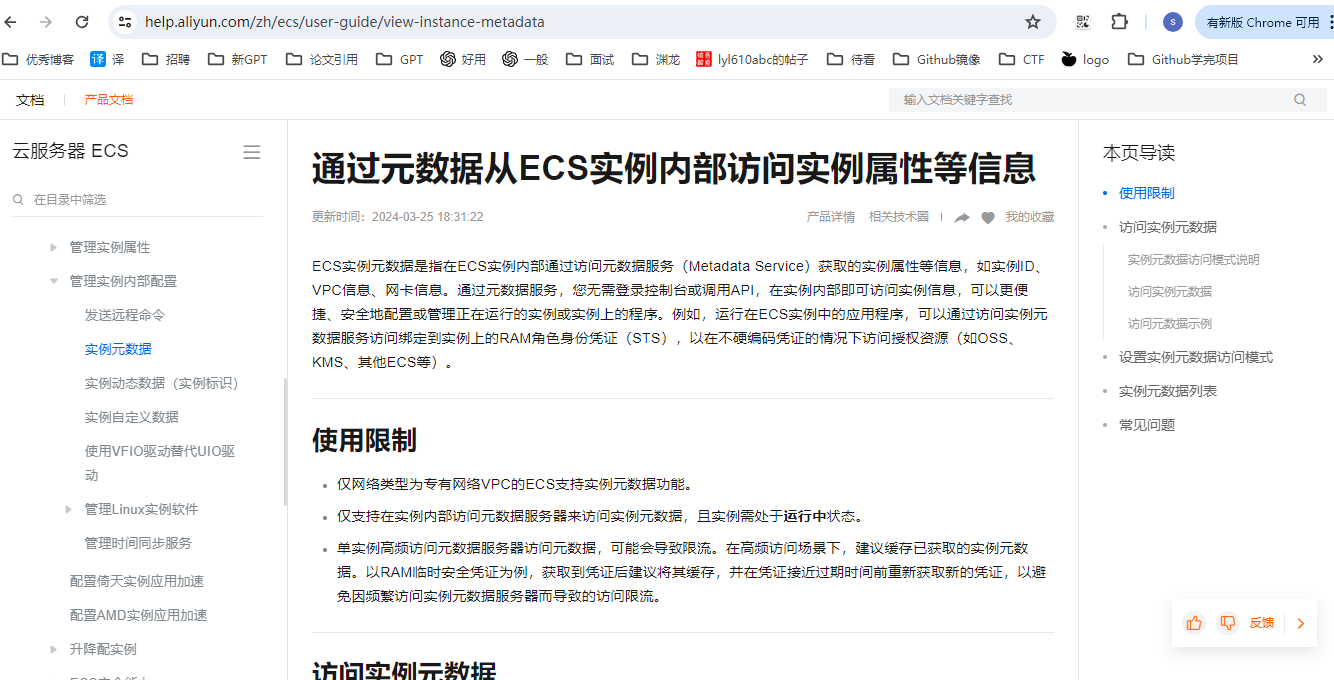 help.aliyun.com/zh/ecs/user-guide/view-instance-metadata
S
有新版 Chrome 可用
优秀博客
译 译
招聘
新GPT
论文引用
GPT
好用
一般
面试
渊龙
lyl610abc的帖子
待看
Github镜像
CTF
logo
Github学完项目
文档
产品文档
输入文档关键字查找
云服务器 ECS
在目录中筛选
管理实例属性
管理实例内部配置
发送远程命令
实例元数据
实例动态数据（实例标识）
实例自定义数据
使用VFIO驱动替代UIO驱
动
管理Linux实例软件
管理时间同步服务
配置倚天实例应用加速
配置AMD实例应用加速
升降配实例
通过元数据从ECS实例内部访问实例属性等信息
更新时间：2024-03-25 18:31:22
产品详情
相关技术圈
我的收藏
ECS实例元数据是指在ECS实例内部通过访问元数据服务（Metadata Service）获取的实例属性等信息，如实例ID、
VPC信息、网卡信息。通过元数据服务，您无需登录控制台或调用API，在实例内部即可访问实例信息，可以更便
捷、安全地配置或管理正在运行的实例或实例上的程序。例如，运行在ECS实例中的应用程序，可以通过访问实例元
数据服务访问绑定到实例上的RAM角色身份凭证（STS），以在不硬编码凭证的情况下访问授权资源（如OSS、
KMS、其他ECS等）。
使用限制
仅网络类型为专有网络VPC的ECS支持实例元数据功能。
仅支持在实例内部访问元数据服务器来访问实例元数据，且实例需处于运行中状态。
单实例高频访问元数据服务器访问元数据，可能会导致限流。在高频访问场景下，建议缓存已获取的实例元数
据。以RAM临时安全凭证为例，获取到凭证后建议将其缓存，并在凭证接近过期时间前重新获取新的凭证，以避
免因频繁访问实例元数据服务器而导致的访问限流。
访问实例元数据
本页导读
使用限制
访问实例元数据
实例元数据访问模式说明
访问实例元数据
访问元数据示例
设置实例元数据访问模式
实例元数据列表
常见问题
反馈